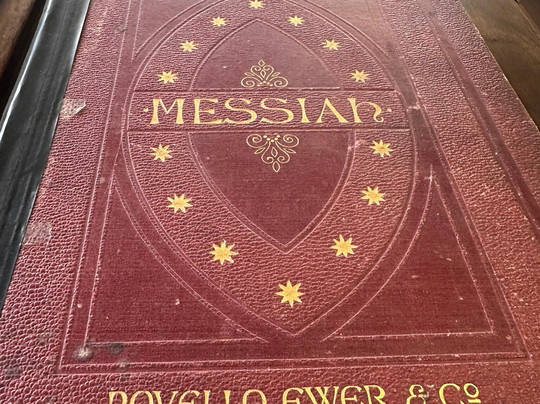 · MESSIAH ·
NOVELLO, EWER & Co